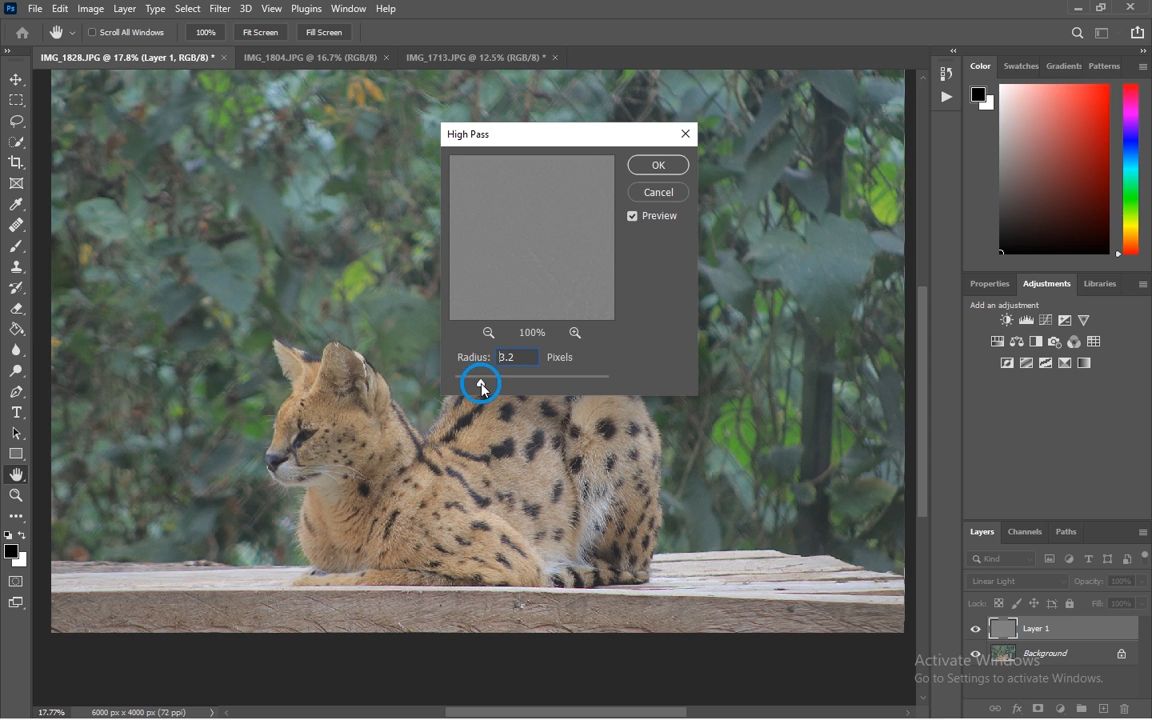 Ps File Edit Image Layer Type Select Filter 3D View Plugins Window Help
Scroll All Windows 100% Fit Screen Fill Screen
IMG_1828.JPG @ 17.8% (Layer 1, RGB/8) * × IMG_1804.JPG @ 16.7% (RGB/8) × IMG_1713.JPG @ 12.5% (RGB/8) * ×
Color Swatches Gradients Patterns
High Pass
OK
Cancel
Preview
100%
Radius: 3.2 Pixels
Properties Adjustments Libraries
Add an adjustment
Layers Channels Paths
Kind
Linear Light Opacity: 100%
Lock: Fill: 100%
Layer 1
Background
Activate Windows
Go to Settings to activate Windows.
17.77% 6000 px x 4000 px (72 ppi)